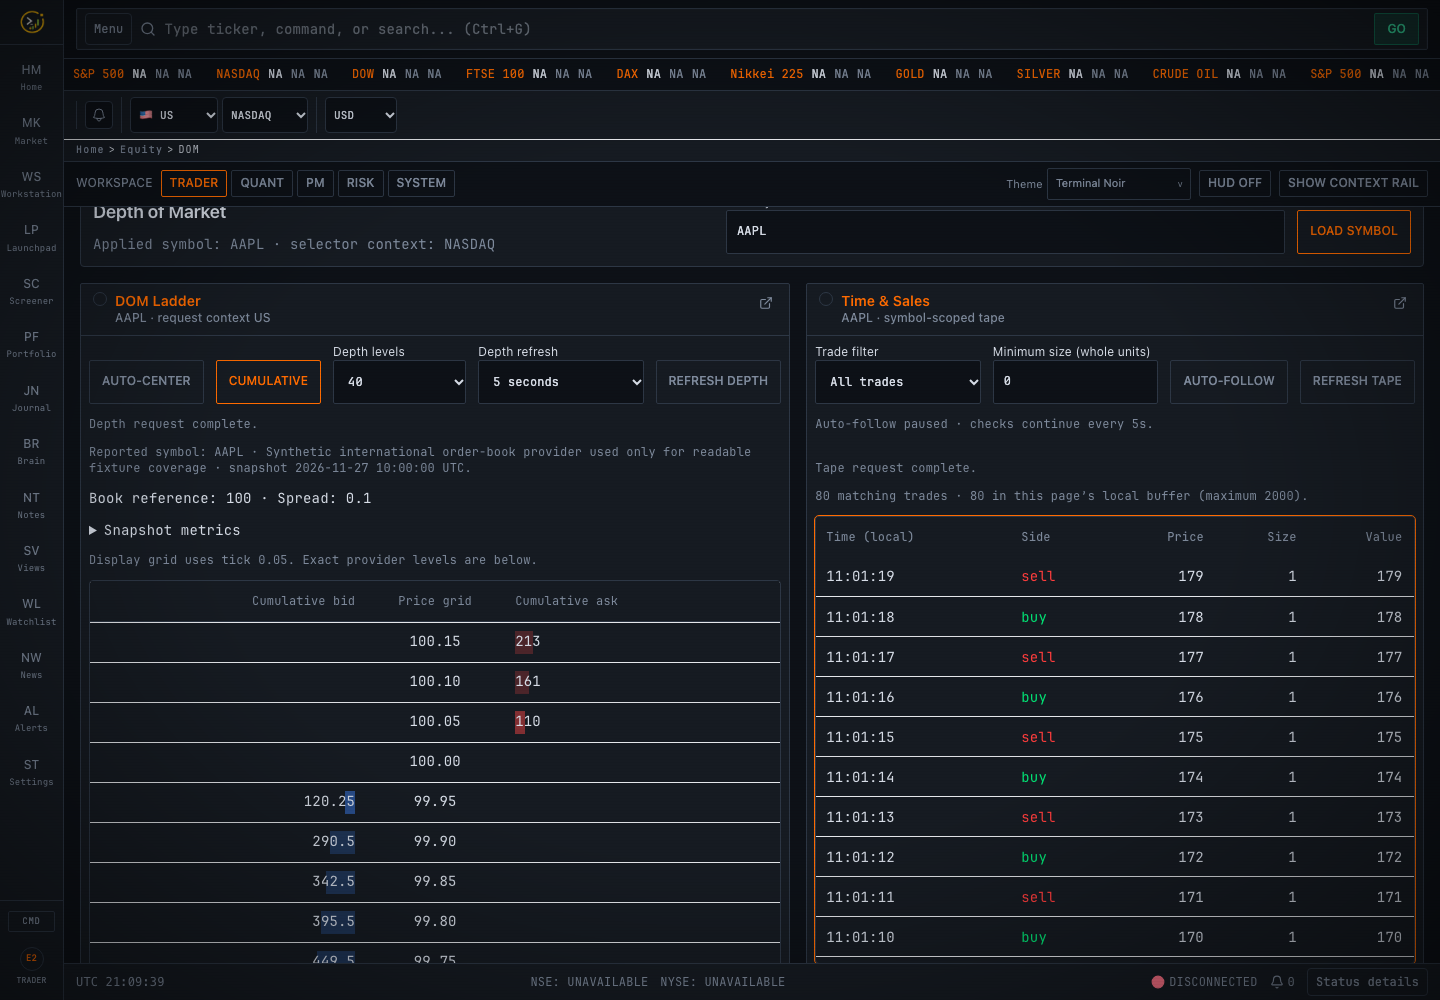 Menu
Type ticker, command, or search... (Ctrl+G)
GO
S&P 500 NA NA NA NASDAQ NA NA NA DOW NA NA NA FTSE 100 NA NA NA DAX NA NA NA Nikkei 225 NA NA NA GOLD NA NA NA SILVER NA NA NA CRUDE OIL NA NA NA S&P 500 NA NA NA
US
NASDAQ
USD
Home > Equity > DOM
WORKSPACE TRADER QUANT PM RISK SYSTEM
Theme Terminal Noir v HUD OFF SHOW CONTEXT RAIL
HM
Home
MK
Market
WS
Workstation
LP
Launchpad
SC
Screener
PF
Portfolio
JN
Journal
BR
Brain
NT
Notes
SV
Views
WL
Watchlist
NW
News
AL
Alerts
ST
Settings
CMD
E2
TRADER
Depth of Market
Applied symbol: AAPL · selector context: NASDAQ
AAPL
LOAD SYMBOL
DOM Ladder
AAPL · request context US
AUTO-CENTER
CUMULATIVE
Depth levels
40
Depth refresh
5 seconds
REFRESH DEPTH
Depth request complete.
Reported symbol: AAPL · Synthetic international order-book provider used only for readable
fixture coverage · snapshot 2026-11-27 10:00:00 UTC.
Book reference: 100 · Spread: 0.1
Snapshot metrics
Display grid uses tick 0.05. Exact provider levels are below.
Cumulative bid Price grid Cumulative ask
100.15 213
100.10 161
100.05 110
100.00
120.25 99.95
290.5 99.90
342.5 99.85
395.5 99.80
449.5 99.75
Time & Sales
AAPL · symbol-scoped tape
Trade filter
All trades
Minimum size (whole units)
0
AUTO-FOLLOW
REFRESH TAPE
Auto-follow paused · checks continue every 5s.
Tape request complete.
80 matching trades · 80 in this page's local buffer (maximum 2000).
Time (local) Side Price Size Value
11:01:19 sell 179 1 179
11:01:18 buy 178 1 178
11:01:17 sell 177 1 177
11:01:16 buy 176 1 176
11:01:15 sell 175 1 175
11:01:14 buy 174 1 174
11:01:13 sell 173 1 173
11:01:12 buy 172 1 172
11:01:11 sell 171 1 171
11:01:10 buy 170 1 170
UTC 21:09:39
NSE: UNAVAILABLE NYSE: UNAVAILABLE
DISCONNECTED
0
Status details